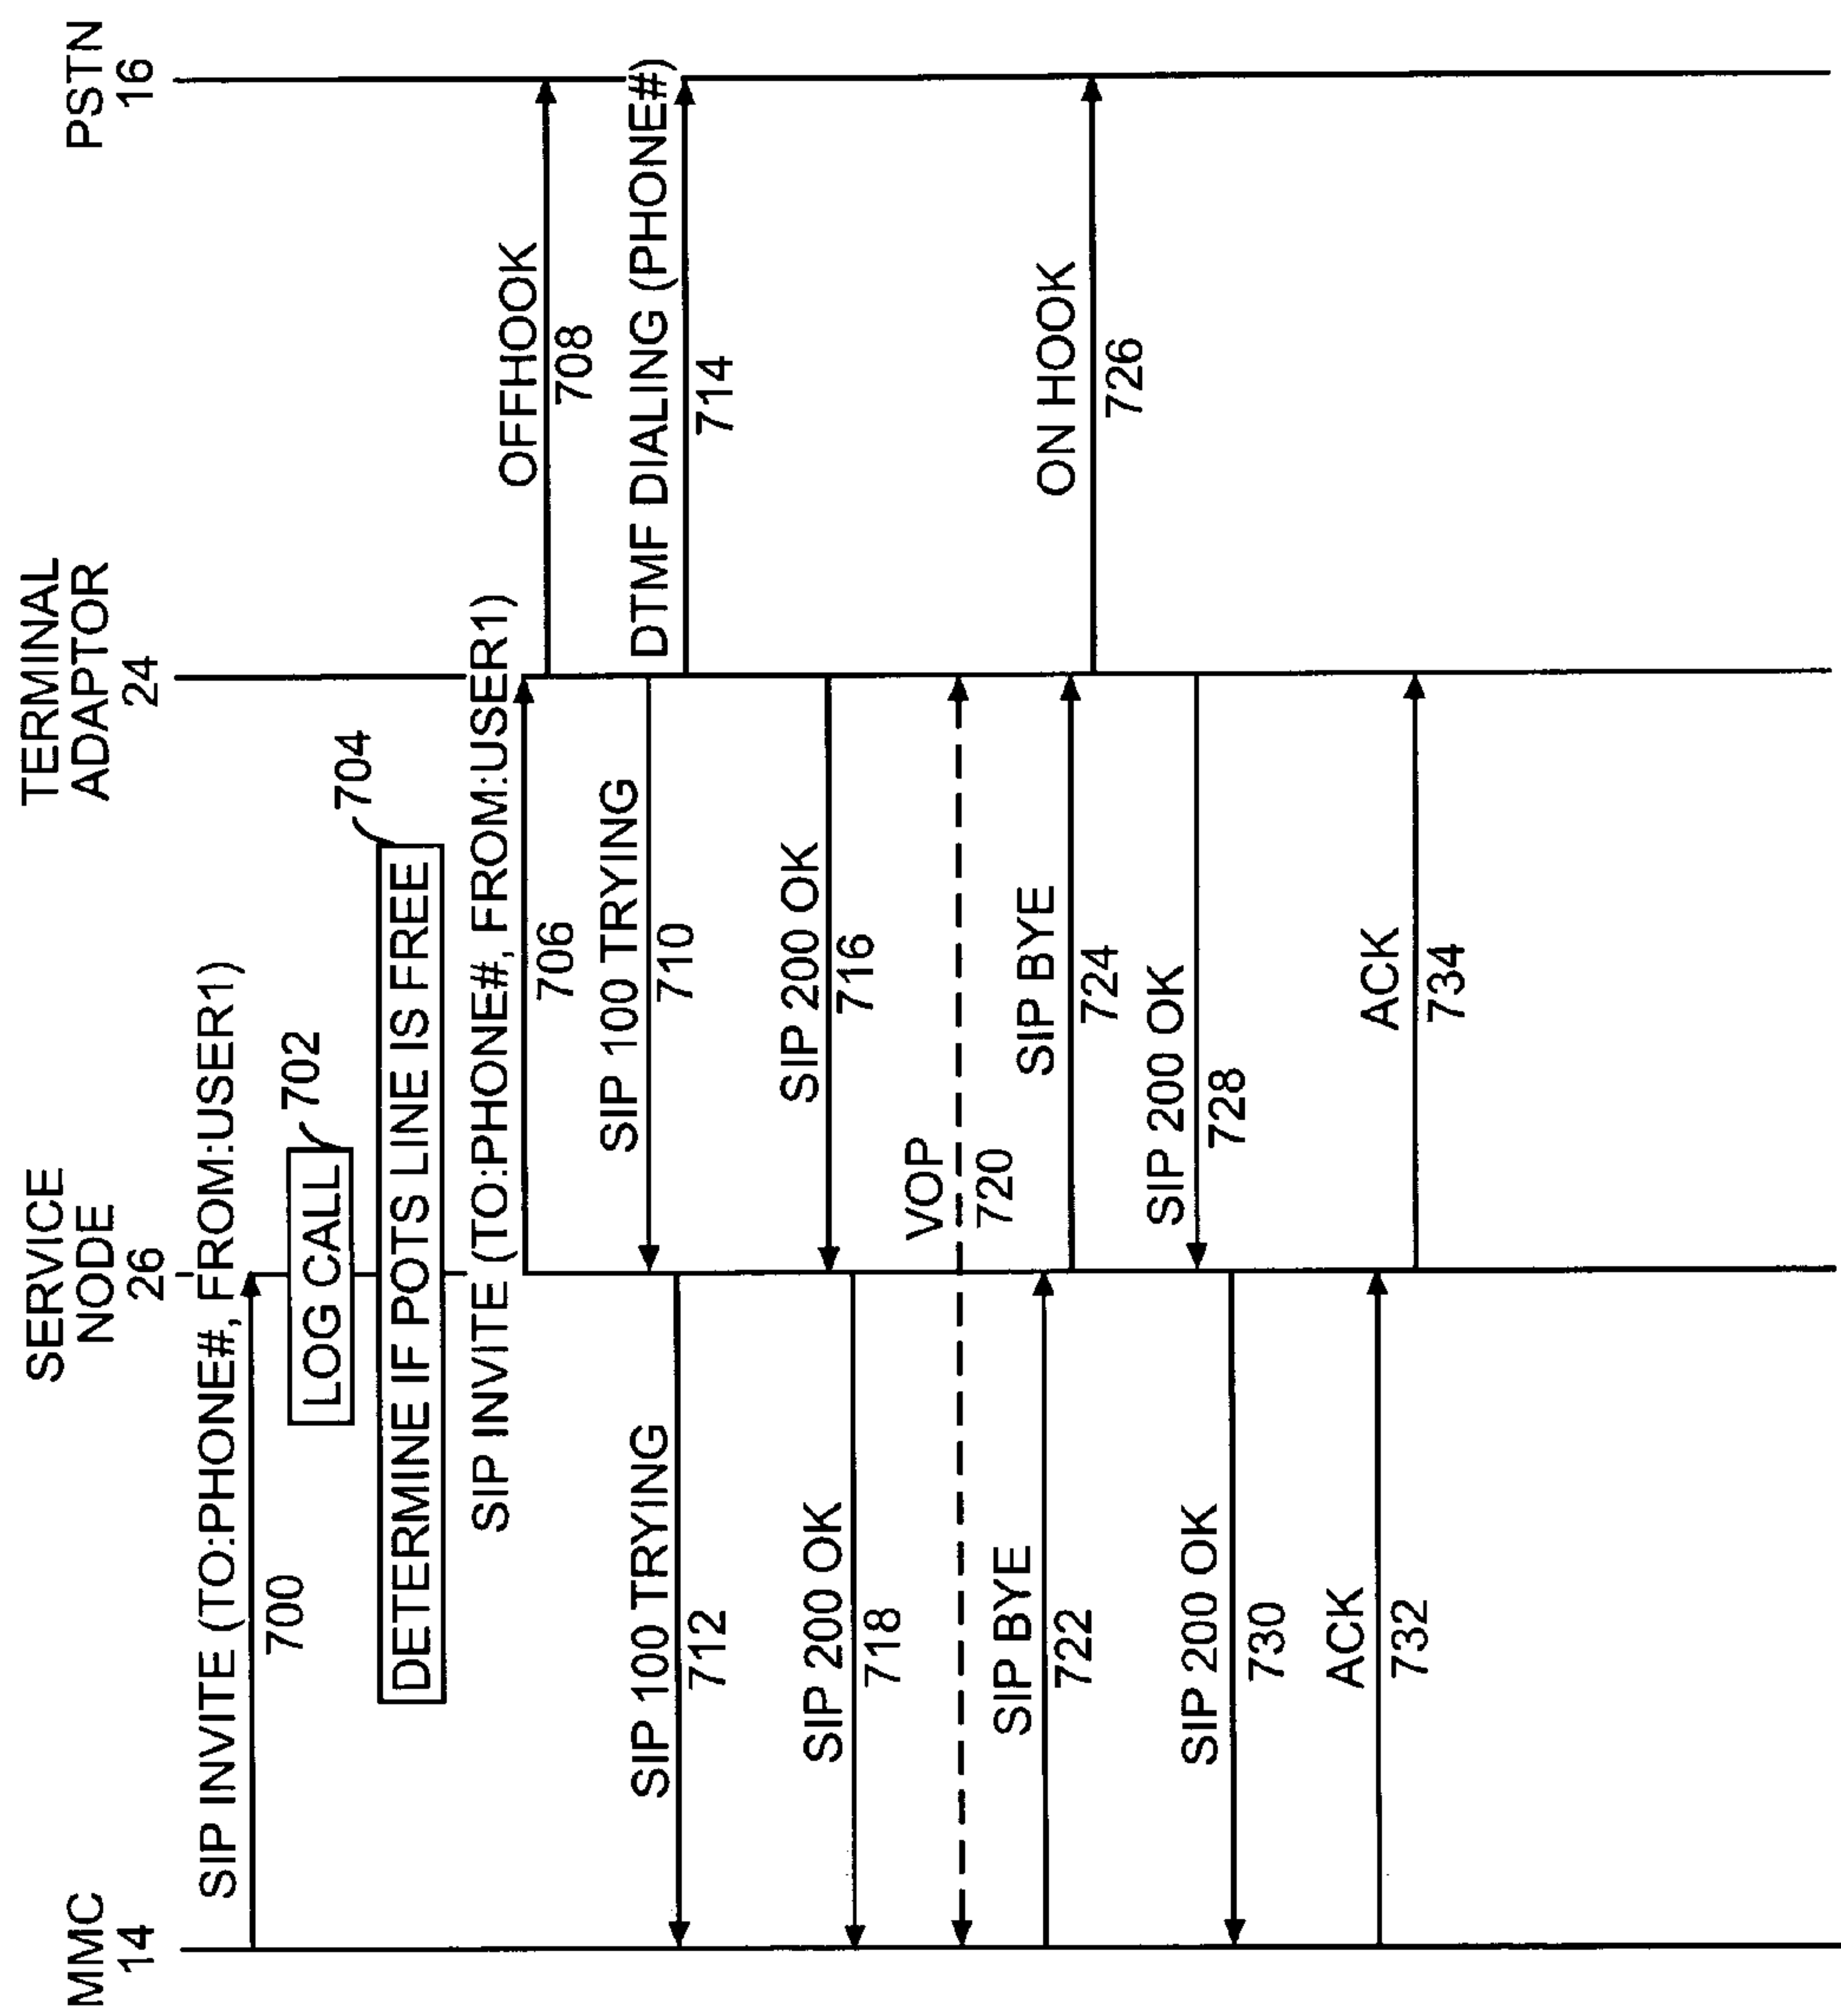 MMC
14
SERVICE
NODE
26
TERMINAL
ADAPTOR
24
PSTN
16
SIP INVITE (TO:PHONE#, FROM:USER1)
700
LOG CALL
702
DETERMINE IF POTS LINE IS FREE
704
SIP INVITE (TO:PHONE#, FROM:USER1)
706
OFFHOOK
708
SIP 100 TRYING
710
SIP 100 TRYING
712
DTMF DIALING (PHONE#)
714
SIP 200 OK
716
SIP 200 OK
718
VOP
720
SIP BYE
722
SIP BYE
724
ON HOOK
726
SIP 200 OK
728
SIP 200 OK
730
ACK
732
ACK
734